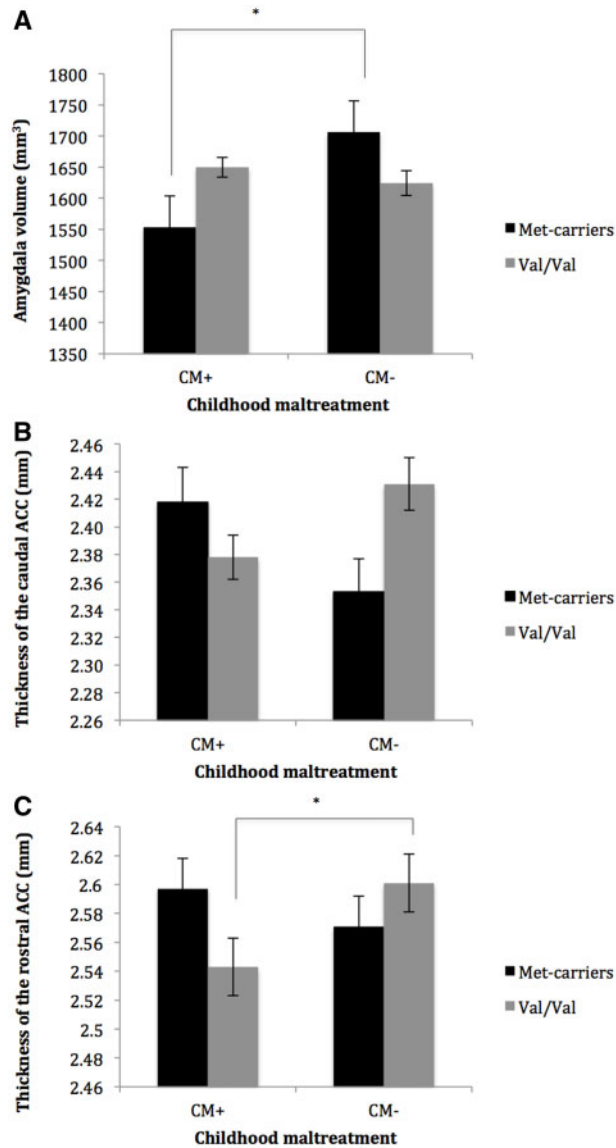 A
*
Amygdala volume (mm³)
1800
1750
1700
1650
1600
1550
1500
1450
1400
1350
CM+ CM-
Childhood maltreatment
Met-carriers
Val/Val
B
Thickness of the caudal ACC (mm)
2.46
2.44
2.42
2.40
2.38
2.36
2.34
2.32
2.30
2.28
2.26
CM+ CM-
Childhood maltreatment
Met-carriers
Val/Val
C
*
Thickness of the rostral ACC (mm)
2.64
2.62
2.6
2.58
2.56
2.54
2.52
2.5
2.48
2.46
CM+ CM-
Childhood maltreatment
Met-carriers
Val/Val